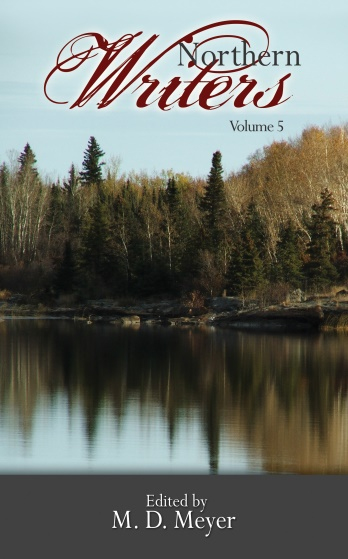 Northern
Writers
Volume 5
Edited by
M. D. Meyer